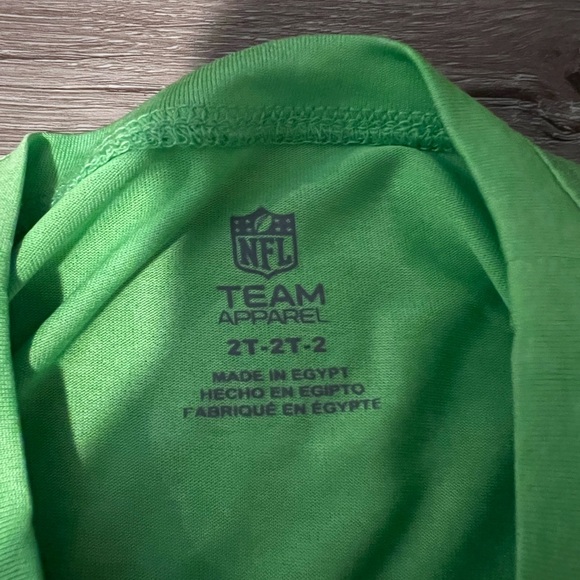 NFL
TEAM
APPAREL
2T-2T-2
MADE IN EGYPT
HECHO EN EGIPTO
FABRIQUÉ EN ÉGYPTE